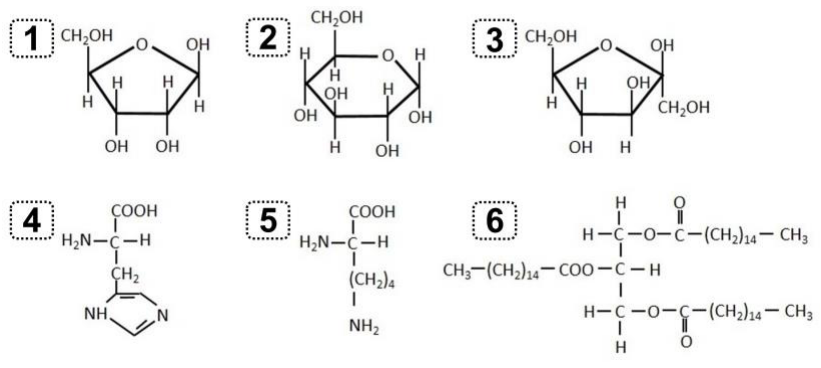 1
CH₂OH
O
OH
H
H
H
H
OH
OH
2
CH₂OH
H
O
H
H
OH
H
OH
OH
H
OH
3
CH₂OH
O
OH
H
OH
H
CH₂OH
OH
H
4
COOH
H₂N–C–H
CH₂
NH
N
5
COOH
H₂N–C–H
(CH₂)₄
NH₂
6
H
O
H–C–O–C–(CH₂)₁₄–CH₃
CH₃–(CH₂)₁₄–COO–C–H
H–C–O–C–(CH₂)₁₄–CH₃
H
O